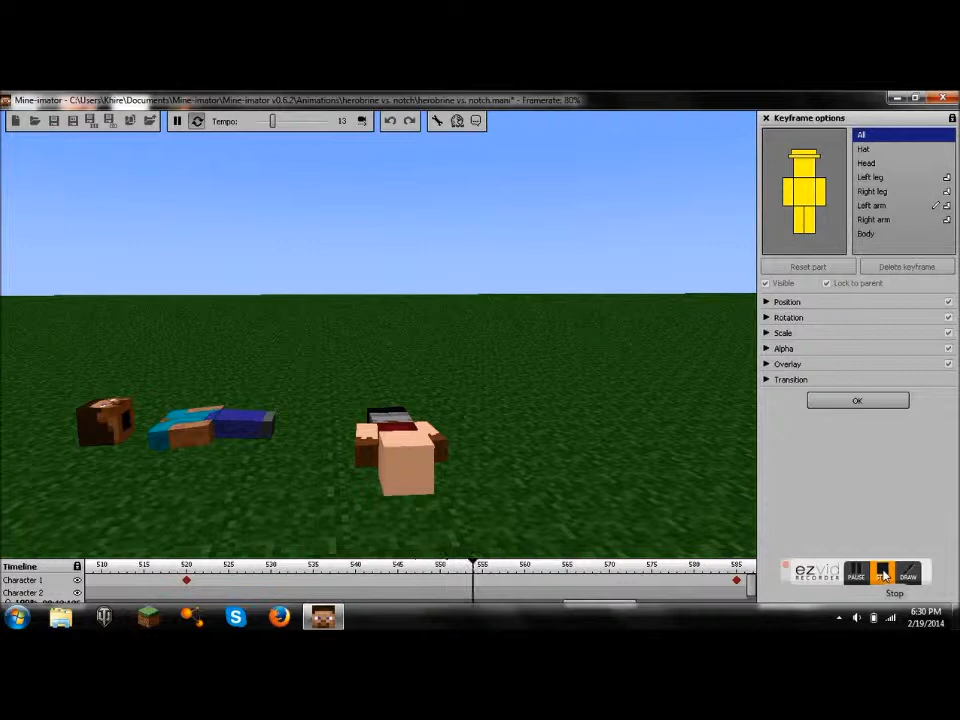 Mine-imator - C:\Users\Khire\Documents\Mine-imator\Mine-imator v0.6.2\Animations\herobrine vs. notch\herobrine vs. notch.mani* - Framerate: 80%
Tempo: 13
Keyframe options
All
Hat
Head
Left leg
Right leg
Left arm
Right arm
Body
Reset part Delete keyframe
Visible Lock to parent
Position
Rotation
Scale
Alpha
Overlay
Transition
OK
Timeline 510 515 520 525 530 535 540 545 550 555 560 565 570 575 580 585 590 595
Character 1
Character 2
ezvid
RECORDER
PAUSE DRAW
Stop
6:30 PM
2/19/2014